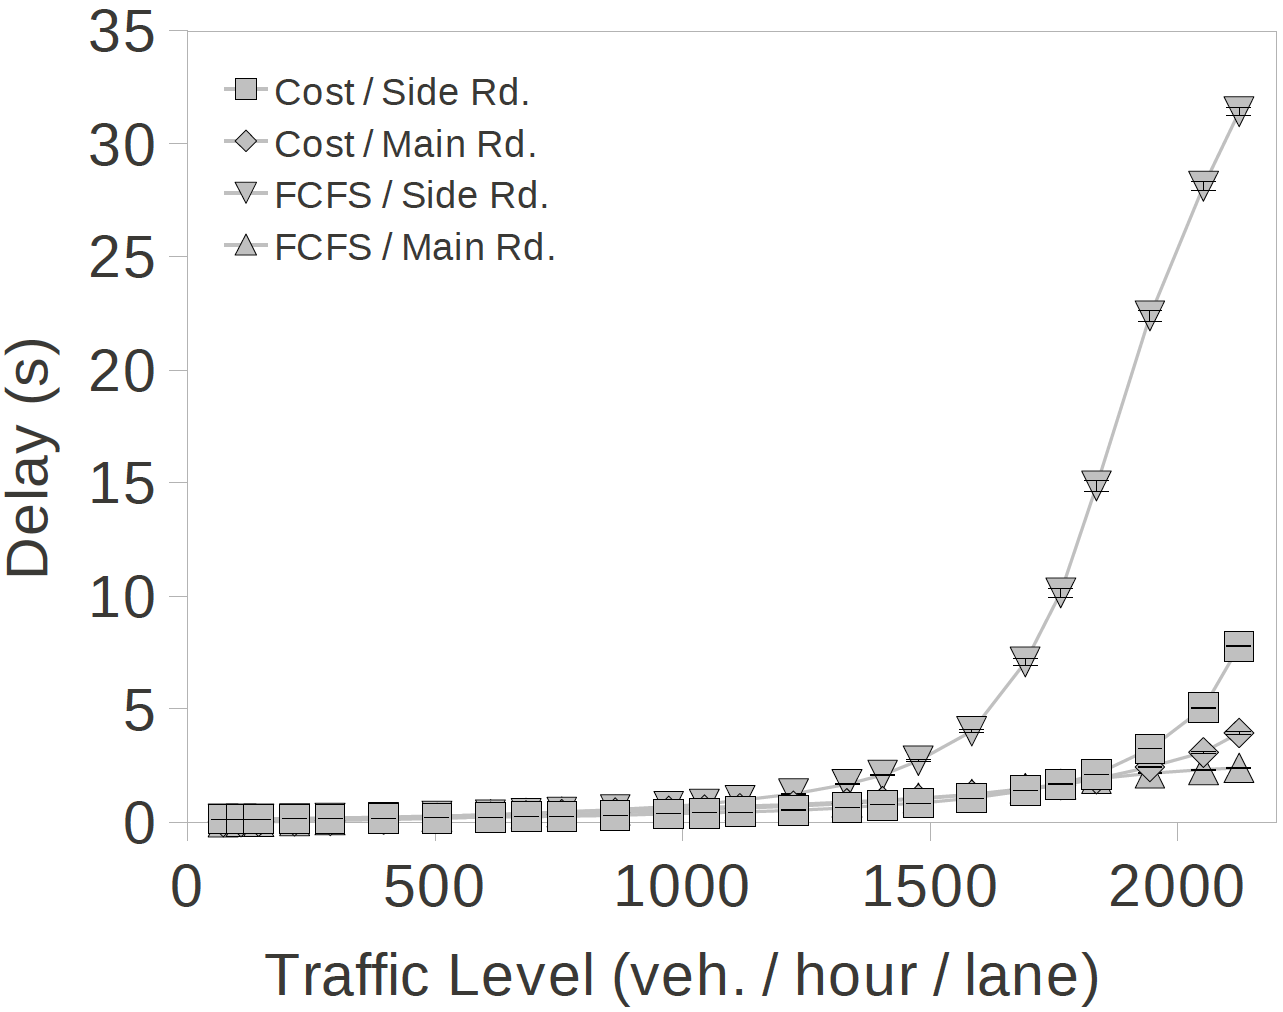 35
30
25
20
15
10
5
0
Delay (s)
Cost / Side Rd.
Cost / Main Rd.
FCFS / Side Rd.
FCFS / Main Rd.
0 500 1000 1500 2000
Traffic Level (veh. / hour / lane)